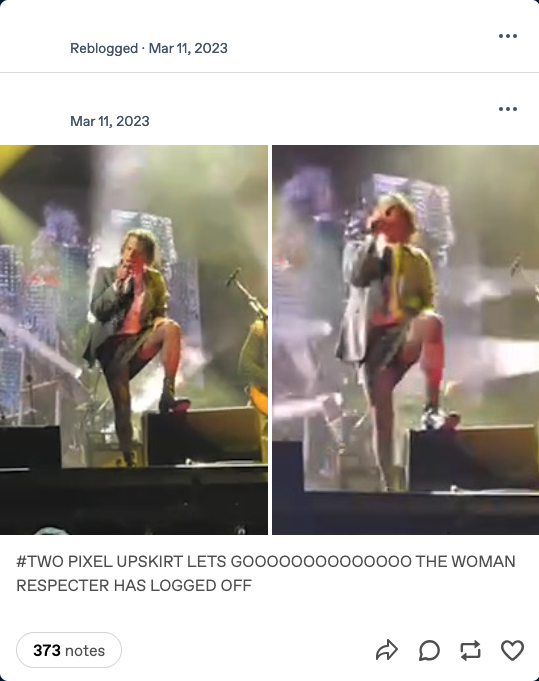 Reblogged · Mar 11, 2023
Mar 11, 2023
#TWO PIXEL UPSKIRT LETS GOOOOOOOOOOOOOO THE WOMAN
RESPECTER HAS LOGGED OFF
373 notes